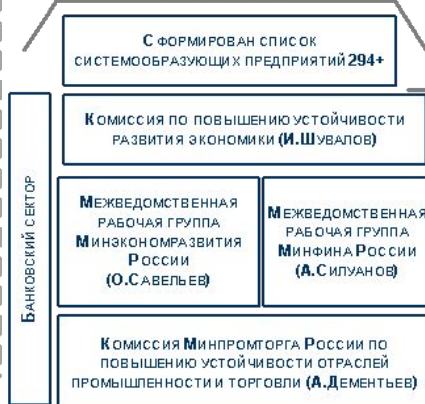 СФОРМИРОВАН СПИСОК
СИСТЕМООБРАЗУЮЩИХ ПРЕДПРИЯТИЙ 294+
КОМИССИЯ ПО ПОВЫШЕНИЮ УСТОЙЧИВОСТИ
РАЗВИТИЯ ЭКОНОМИКИ (И.ШУВАЛОВ)
БАНКОВСКИЙ СЕКТОР
МЕЖВЕДОМСТВЕННАЯ
РАБОЧАЯ ГРУППА
МИНЭКОНОМРАЗВИТИЯ
РОССИИ
(О.САВЕЛЬЕВ)
МЕЖВЕДОМСТВЕННАЯ
РАБОЧАЯ ГРУППА
МИНФИНА РОССИИ
(А.СИЛУАНОВ)
КОМИССИЯ МИНПРОМТОРГА РОССИИ ПО
ПОВЫШЕНИЮ УСТОЙЧИВОСТИ ОТРАСЛЕЙ
ПРОМЫШЛЕННОСТИ И ТОРГОВЛИ (А.ДЕМЕНТЬЕВ)